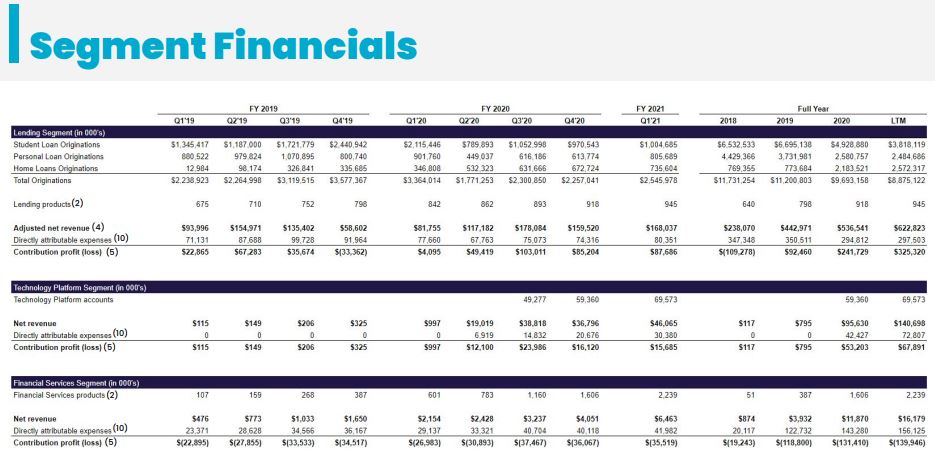 Segment Financials
FY 2019 FY 2020 FY 2021 Full Year
Q1'19 Q2'19 Q3'19 Q4'19 Q1'20 Q2'20 Q3'20 Q4'20 Q1'21 2018 2019 2020 LTM
Lending Segment (in 000's)
Student Loan Originations $1,345,417 $1,187,000 $1,721,779 $2,440,942 $2,115,446 $789,893 $1,052,998 $970,543 $1,004,685 $6,532,533 $6,695,138 $4,928,880 $3,818,119
Personal Loan Originations 880,522 979,824 1,070,895 800,740 901,760 449,037 616,186 613,774 805,689 4,429,366 3,731,981 2,580,757 2,484,686
Home Loans Originations 12,984 98,174 326,841 335,685 346,808 532,323 631,666 672,724 735,604 769,355 773,684 2,183,521 2,572,317
Total Originations $2,238,923 $2,264,998 $3,119,515 $3,577,367 $3,364,014 $1,771,253 $2,300,850 $2,257,041 $2,545,978 $11,731,254 $11,200,803 $9,693,158 $8,875,122
Lending products(2) 675 710 752 798 842 862 893 918 945 640 798 918 945
Adjusted net revenue (4) $93,996 $154,971 $135,402 $58,602 $81,755 $117,182 $178,084 $159,520 $168,037 $238,070 $442,971 $536,541 $622,823
Directly attributable expenses (10) 71,131 87,688 99,728 91,964 77,660 67,763 75,073 74,316 80,351 347,348 350,511 294,812 297,503
Contribution profit (loss) (5) $22,865 $67,283 $35,674 $(33,362) $4,095 $49,419 $103,011 $85,204 $87,686 $(109,278) $92,460 $241,729 $325,320
Technology Platform Segment (in 000's)
Technology Platform accounts 49,277 59,360 69,573 59,360 69,573
Net revenue $115 $149 $206 $325 $997 $19,019 $38,818 $36,796 $46,065 $117 $795 $95,630 $140,698
Directly attributable expenses (10) 0 0 0 0 0 6,919 14,832 20,676 30,380 0 0 42,427 72,807
Contribution profit (loss) (5) $115 $149 $206 $325 $997 $12,100 $23,986 $16,120 $15,685 $117 $795 $53,203 $67,891
Financial Services Segment (in 000's)
Financial Services products (2) 107 159 268 387 601 783 1,160 1,606 2,239 51 387 1,606 2,239
Net revenue $476 $773 $1,033 $1,650 $2,154 $2,428 $3,237 $4,051 $6,463 $874 $3,932 $11,870 $16,179
Directly attributable expenses (10) 23,371 28,628 34,566 36,167 29,137 33,321 40,704 40,118 41,982 20,117 122,732 143,280 156,125
Contribution profit (loss) (5) $(22,895) $(27,855) $(33,533) $(34,517) $(26,983) $(30,893) $(37,467) $(36,067) $(35,519) $(19,243) $(118,800) $(131,410) $(139,946)